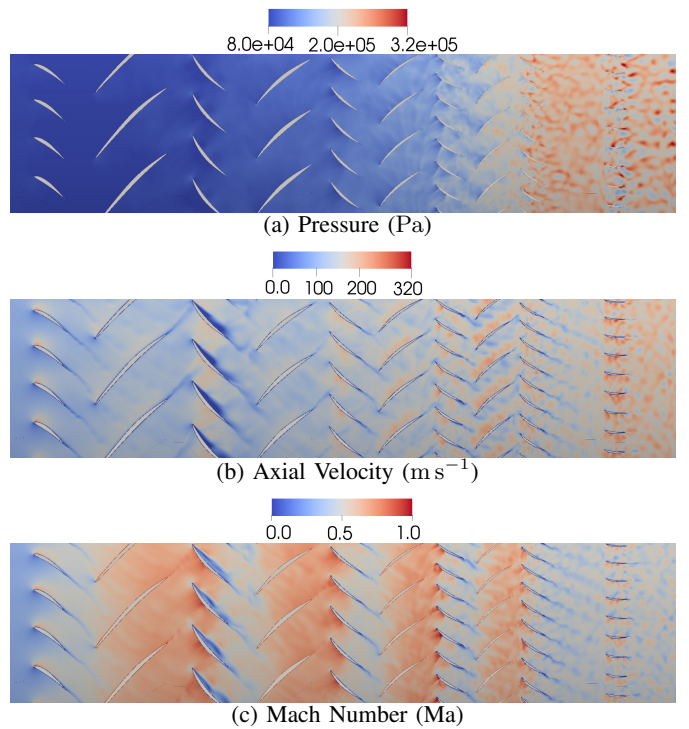 8.0e+04 2.0e+05 3.2e+05
(a) Pressure (Pa)
0.0 100 200 320
(b) Axial Velocity (m s⁻¹)
0.0 0.5 1.0
(c) Mach Number (Ma)